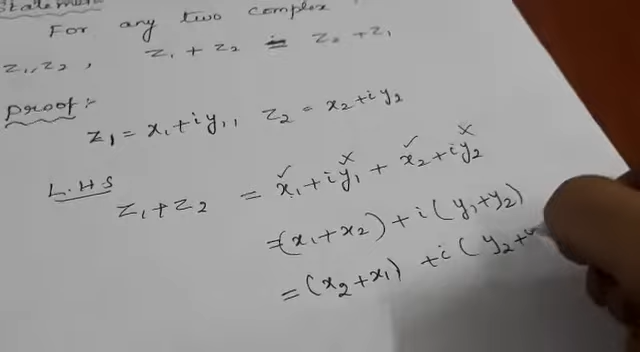 Statement
For any two complex
z₁, z₂, z₁ + z₂ = z₂ + z₁
Proof:-
z₁ = x₁ + iy₁, z₂ = x₂ + iy₂
L.H.S
z₁ + z₂ = x₁ + iy₁ + x₂ + iy₂
= (x₁ + x₂) + i(y₁ + y₂)
= (x₂ + x₁) + i(y₂ + y